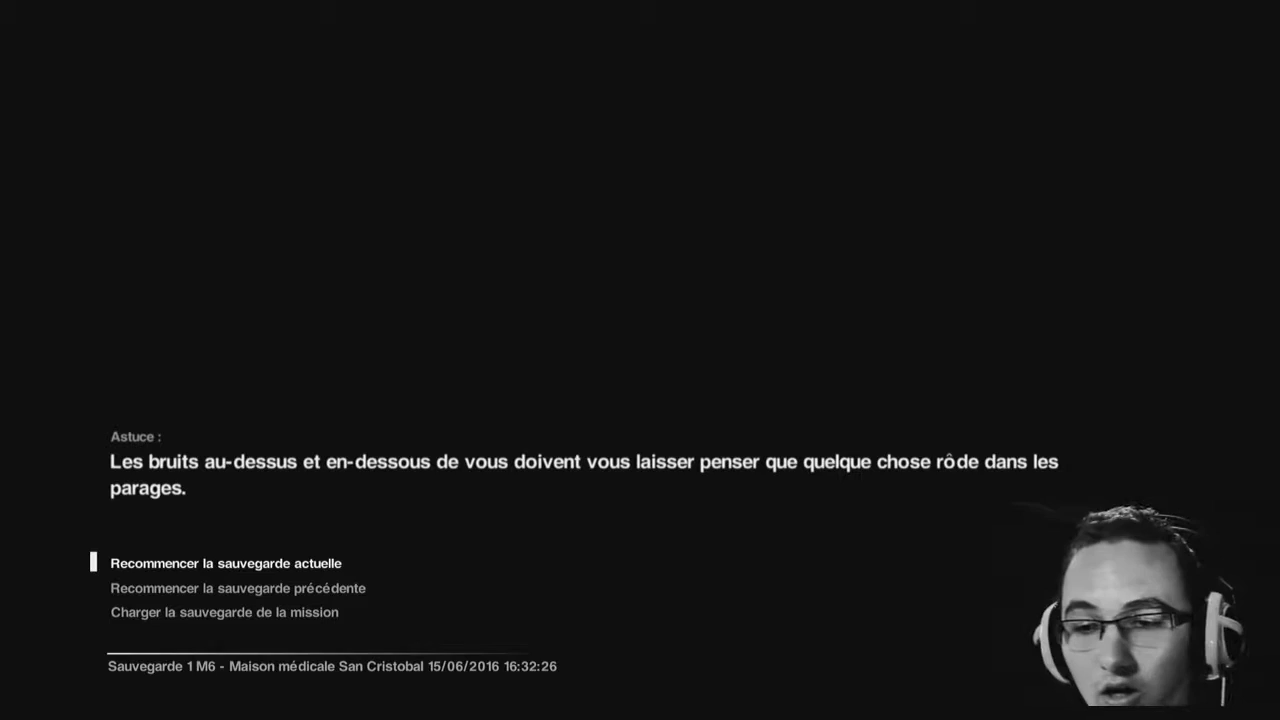 Astuce :
Les bruits au-dessus et en-dessous de vous doivent vous laisser penser que quelque chose rôde dans les
parages.
Recommencer la sauvegarde actuelle
Recommencer la sauvegarde précédente
Charger la sauvegarde de la mission
Sauvegarde 1 M6 - Maison médicale San Cristobal 15/06/2016 16:32:26